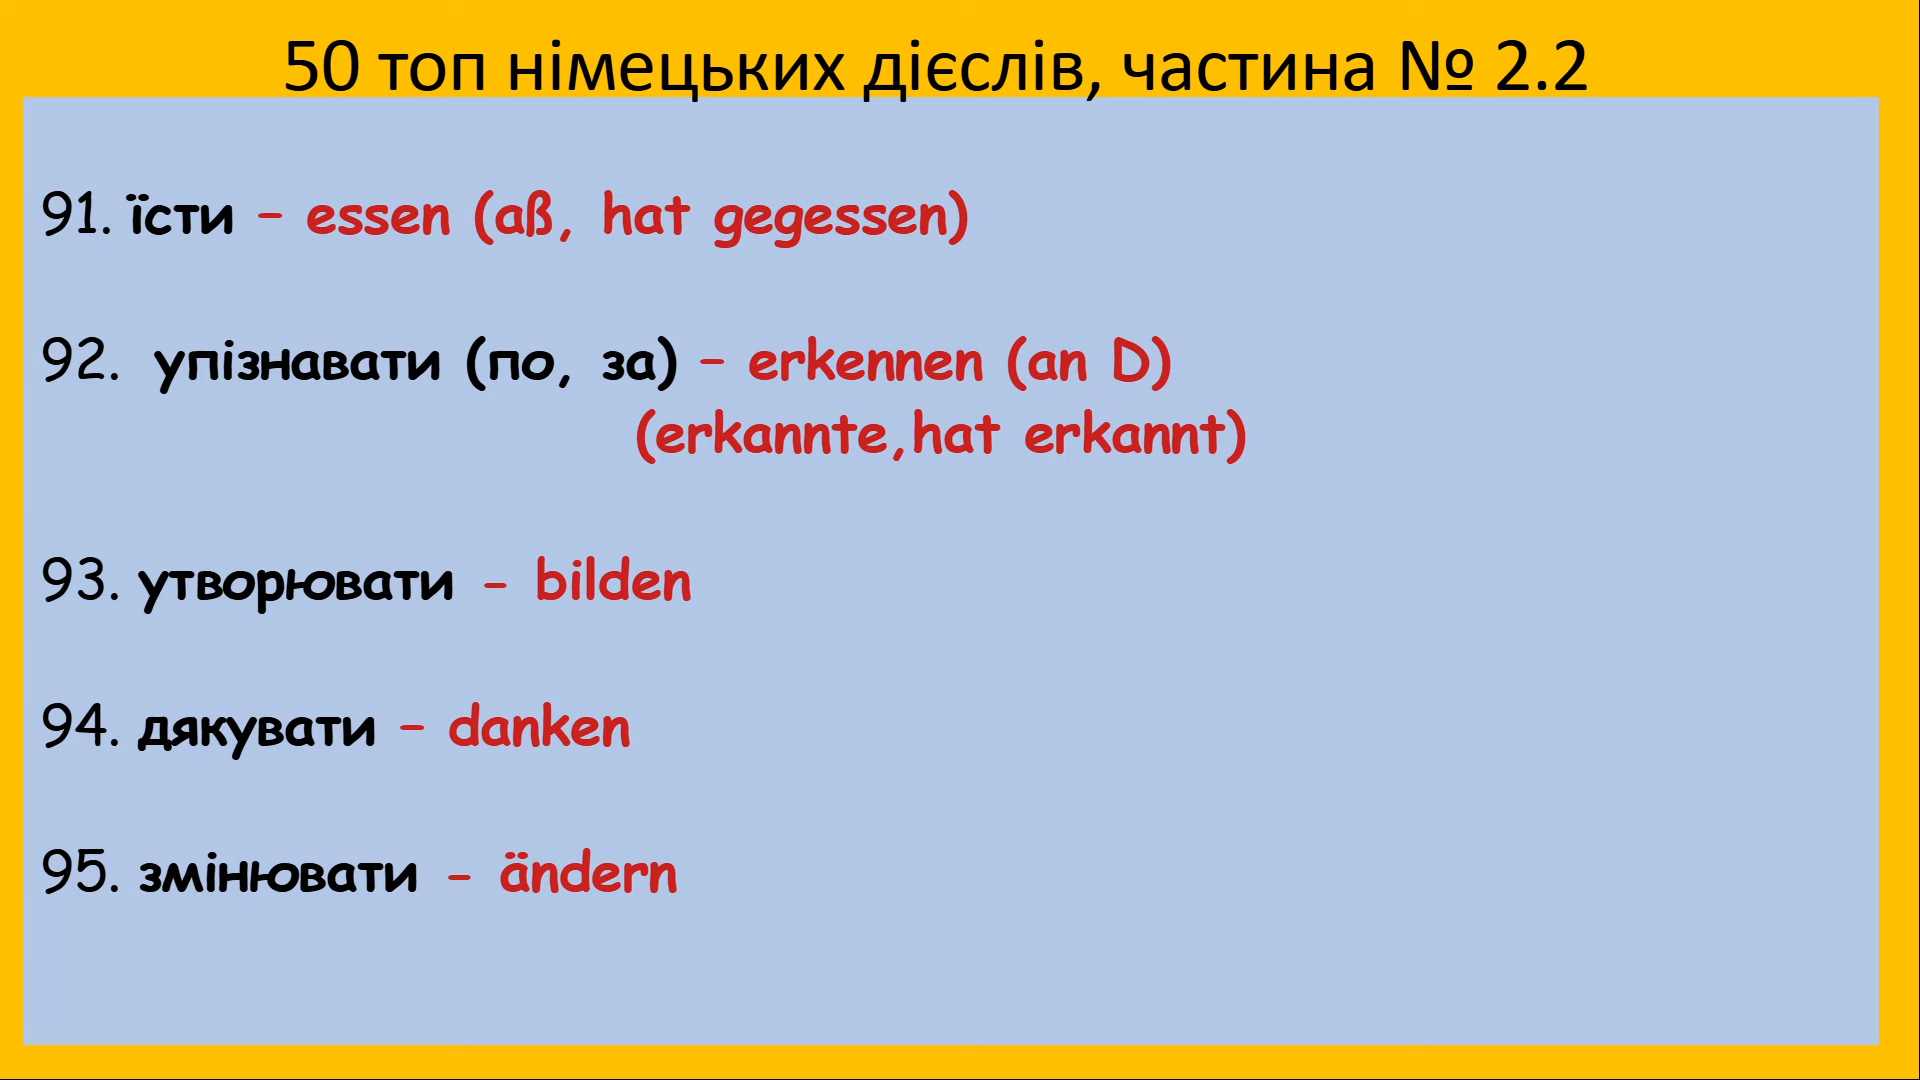 50 топ німецьких дієслів, частина № 2.2
91. їсти – essen (aß, hat gegessen)
92. упізнавати (по, за) – erkennen (an D)
(erkannte,hat erkannt)
93. утворювати - bilden
94. дякувати – danken
95. змінювати - ändern